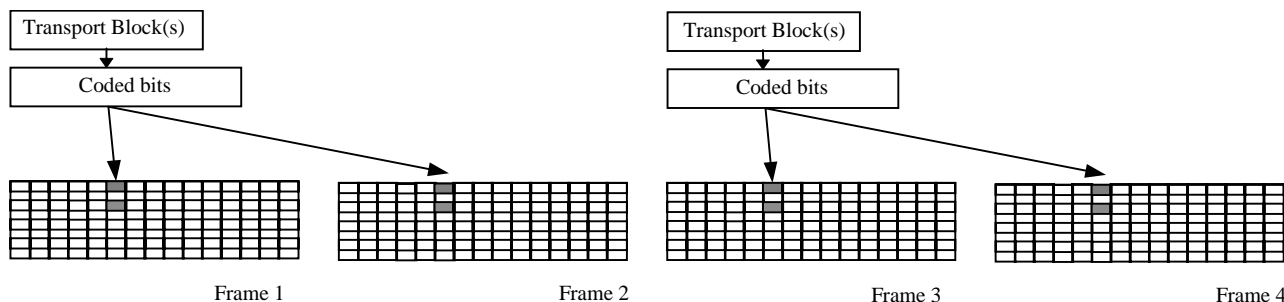 Transport Block(s)
Coded bits
Transport Block(s)
Coded bits
Frame 1
Frame 2
Frame 3
Frame 4